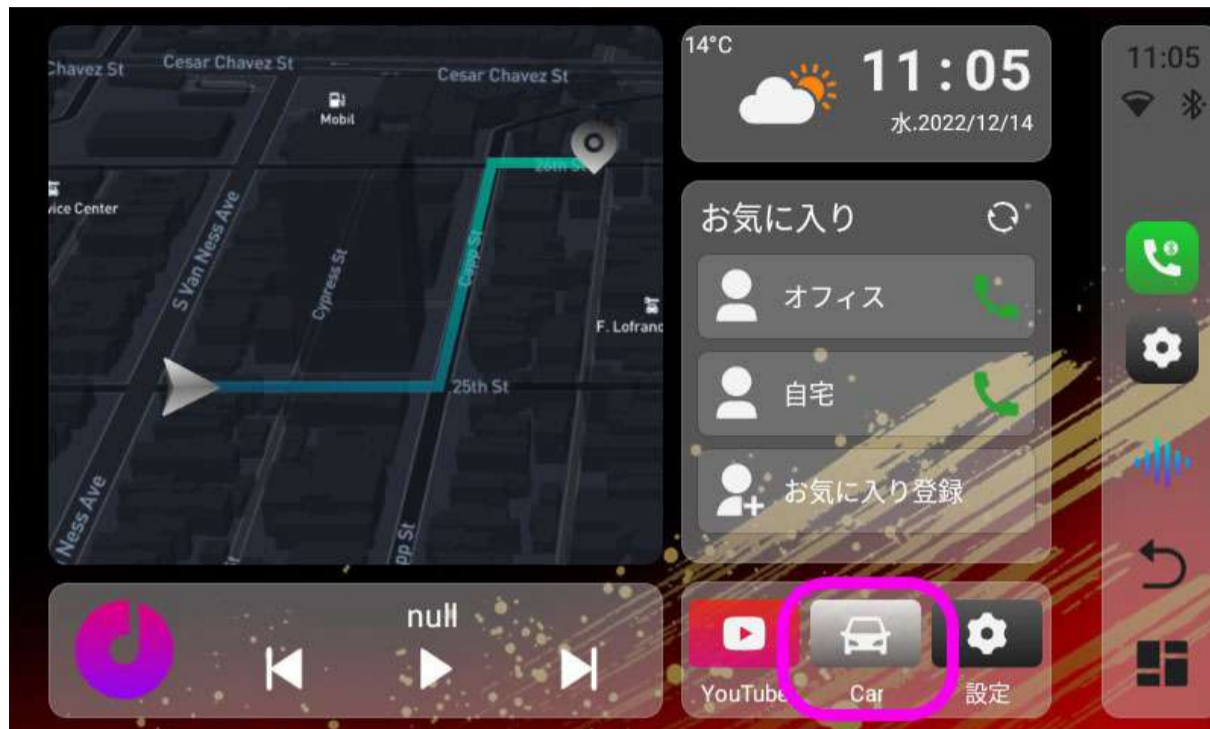 Chavez St
Cesar Chavez St
Cesar Chavez St
Mobil
26th St
vice Center
S Van Ness Ave
Cypress St
Capp St
F. Lofranc
25th St
Ness Ave
pp St
null
14°C
11:05
水.2022/12/14
お気に入り
オフィス
自宅
お気に入り登録
YouTube
Car
設定
11:05